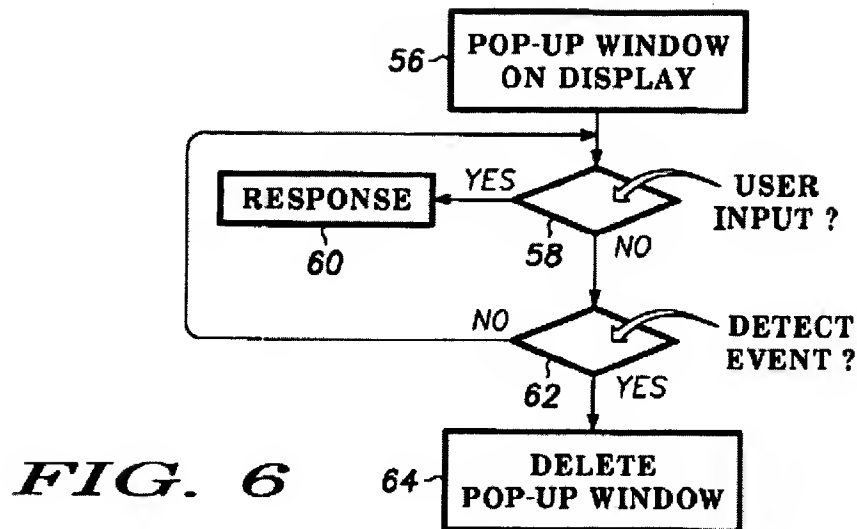 56
POP-UP WINDOW
ON DISPLAY
YES
RESPONSE
60
58
USER
INPUT ?
NO
NO
DETECT
EVENT ?
62
YES
FIG. 6
64
DELETE
POP-UP WINDOW